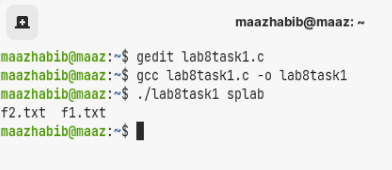 maazhabib@maaz: ~
maazhabib@maaz:~$ gedit lab8task1.c
maazhabib@maaz:~$ gcc lab8task1.c -o lab8task1
maazhabib@maaz:~$ ./lab8task1 splab
f2.txt  f1.txt
maazhabib@maaz:~$